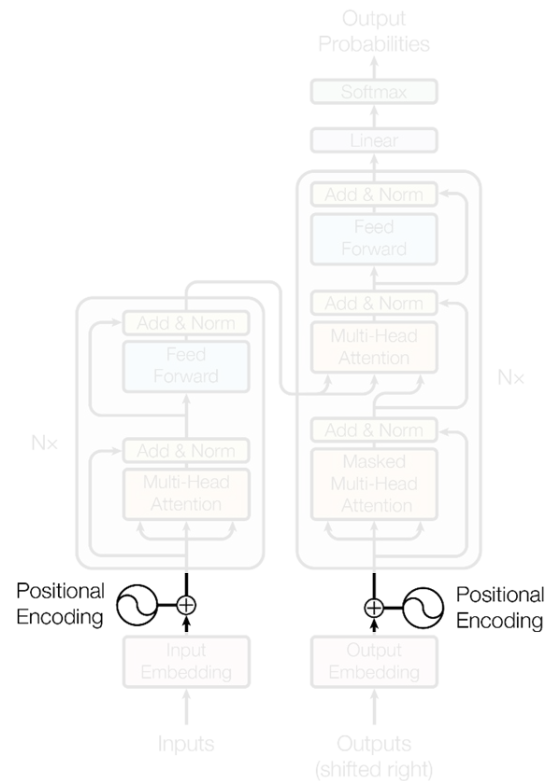 Output
Probabilities
Softmax
Linear
Add & Norm
Feed
Forward
Add & Norm
Multi-Head
Attention
Add & Norm
Masked
Multi-Head
Attention
Nx
Add & Norm
Feed
Forward
Add & Norm
Multi-Head
Attention
Nx
Positional
Encoding
Positional
Encoding
Input
Embedding
Output
Embedding
Inputs
Outputs
(shifted right)